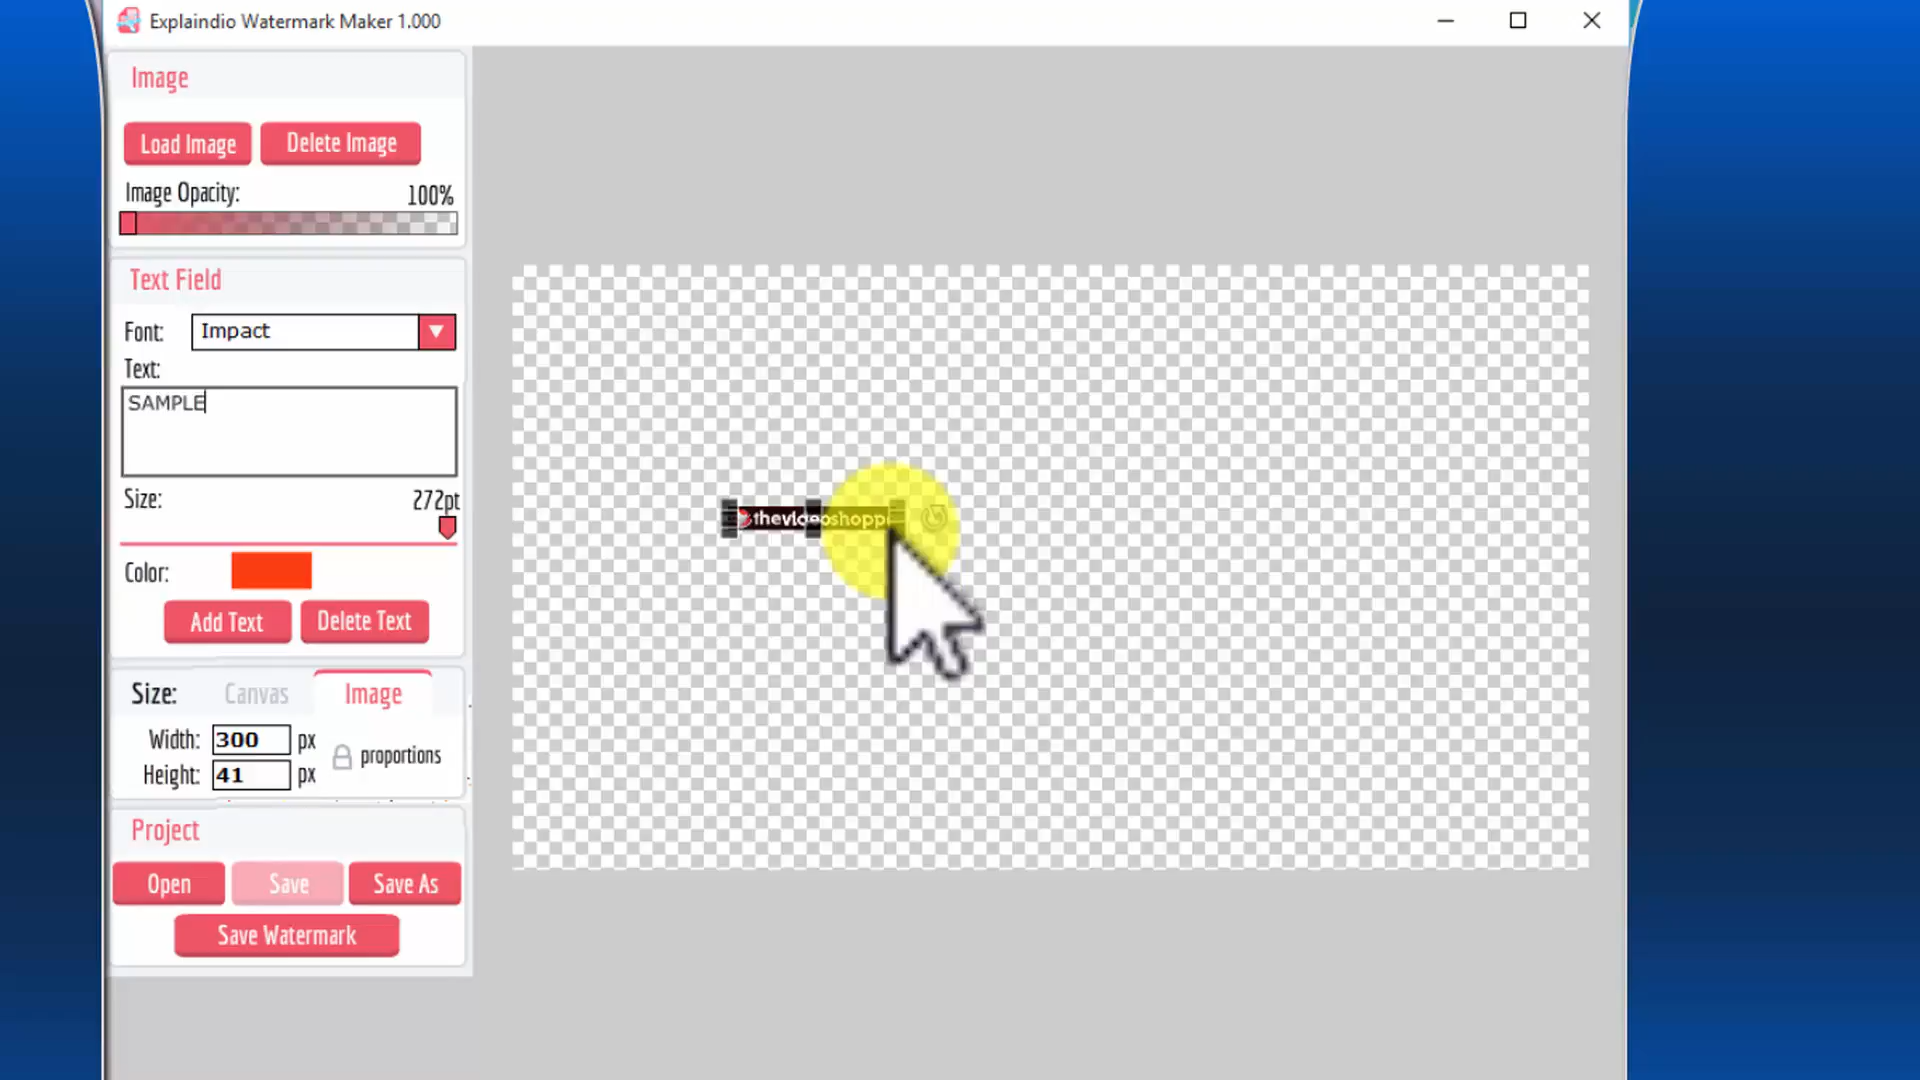 Explaindio Watermark Maker 1.000
Image
Load Image Delete Image
Image Opacity: 100%
Text Field
Font: Impact
Text:
SAMPLE
Size: 272pt
Color:
Add Text Delete Text
Size: Canvas Image
Width: 300 px
proportions
Height: 41 px
Project
Open Save Save As
Save Watermark